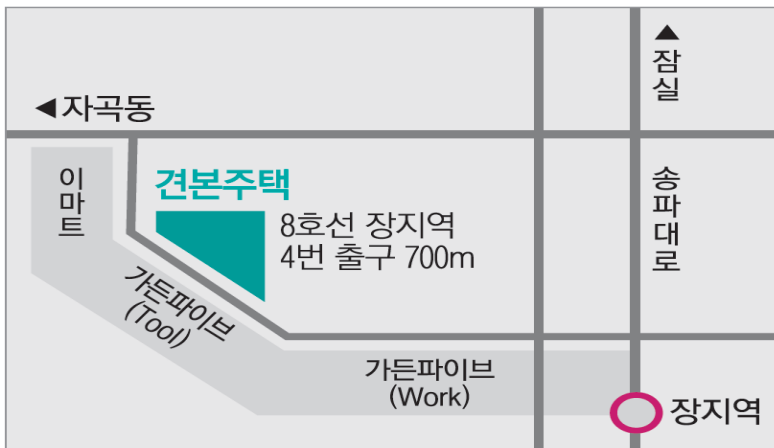 ▲잠실
◀자곡동
이마트
견본주택
8호선 장지역
4번 출구 700m
송파대로
가든파이브
(Tool)
가든파이브
(Work)
장지역